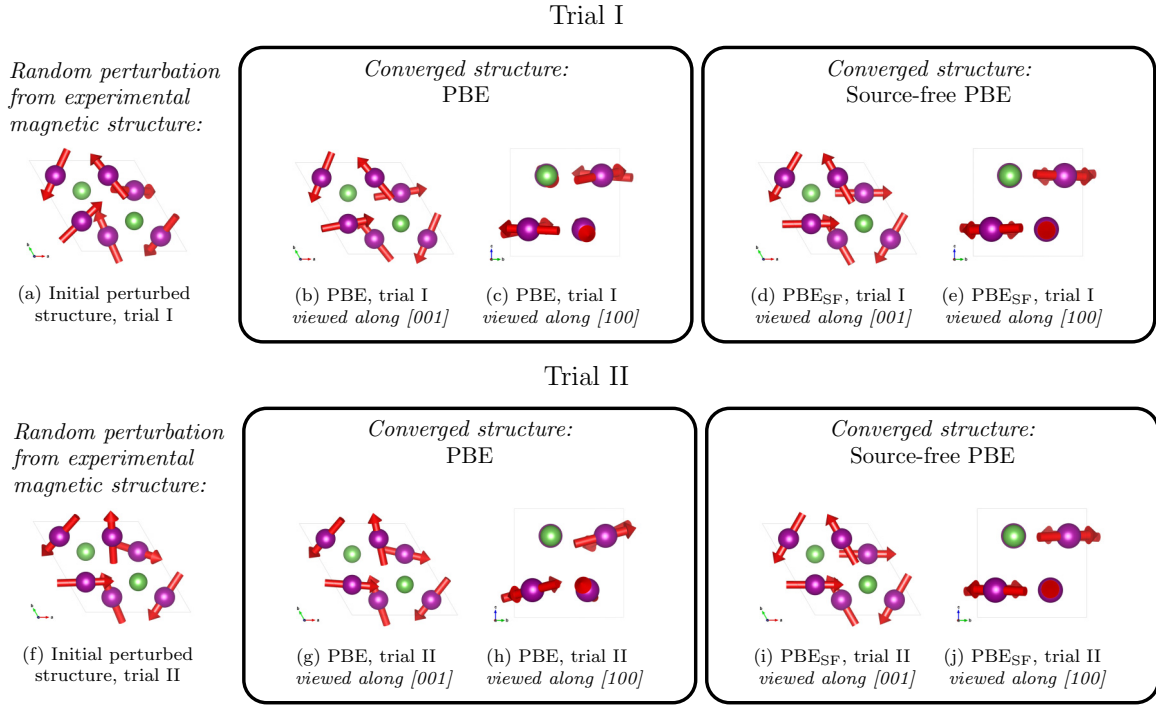 Trial I
Random perturbation
from experimental
magnetic structure:
Converged structure:
PBE
Converged structure:
Source-free PBE
(a) Initial perturbed
structure, trial I
(b) PBE, trial I
viewed along [001]
(c) PBE, trial I
viewed along [100]
(d) PBE_SF, trial I
viewed along [001]
(e) PBE_SF, trial I
viewed along [100]
Trial II
Random perturbation
from experimental
magnetic structure:
Converged structure:
PBE
Converged structure:
Source-free PBE
(f) Initial perturbed
structure, trial II
(g) PBE, trial II
viewed along [001]
(h) PBE, trial II
viewed along [100]
(i) PBE_SF, trial II
viewed along [001]
(j) PBE_SF, trial II
viewed along [100]